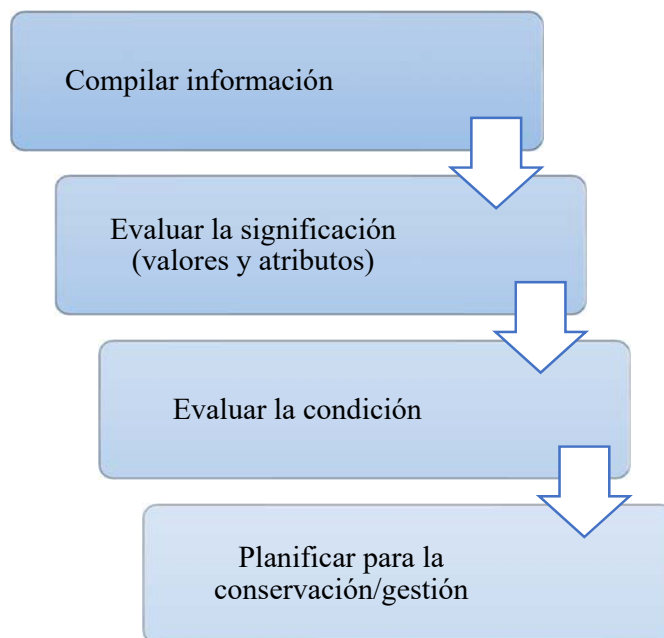 Compilar información
Evaluar la significación
(valores y atributos)
Evaluar la condición
Planificar para la
conservación/gestión